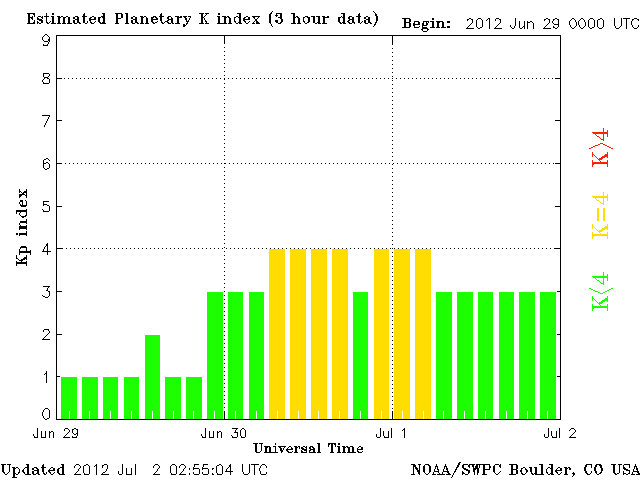 Estimated Planetary K index (3 hour data) Begin: 2012 Jun 29 0000 UTC
9
8
7
6
5
4
3
2
1
0
Kp index
K>4
K=4
K<4
Jun 29 Jun 30 Jul 1 Jul 2
Universal Time
Updated 2012 Jul 2 02:55:04 UTC NOAA/SWPC Boulder, CO USA